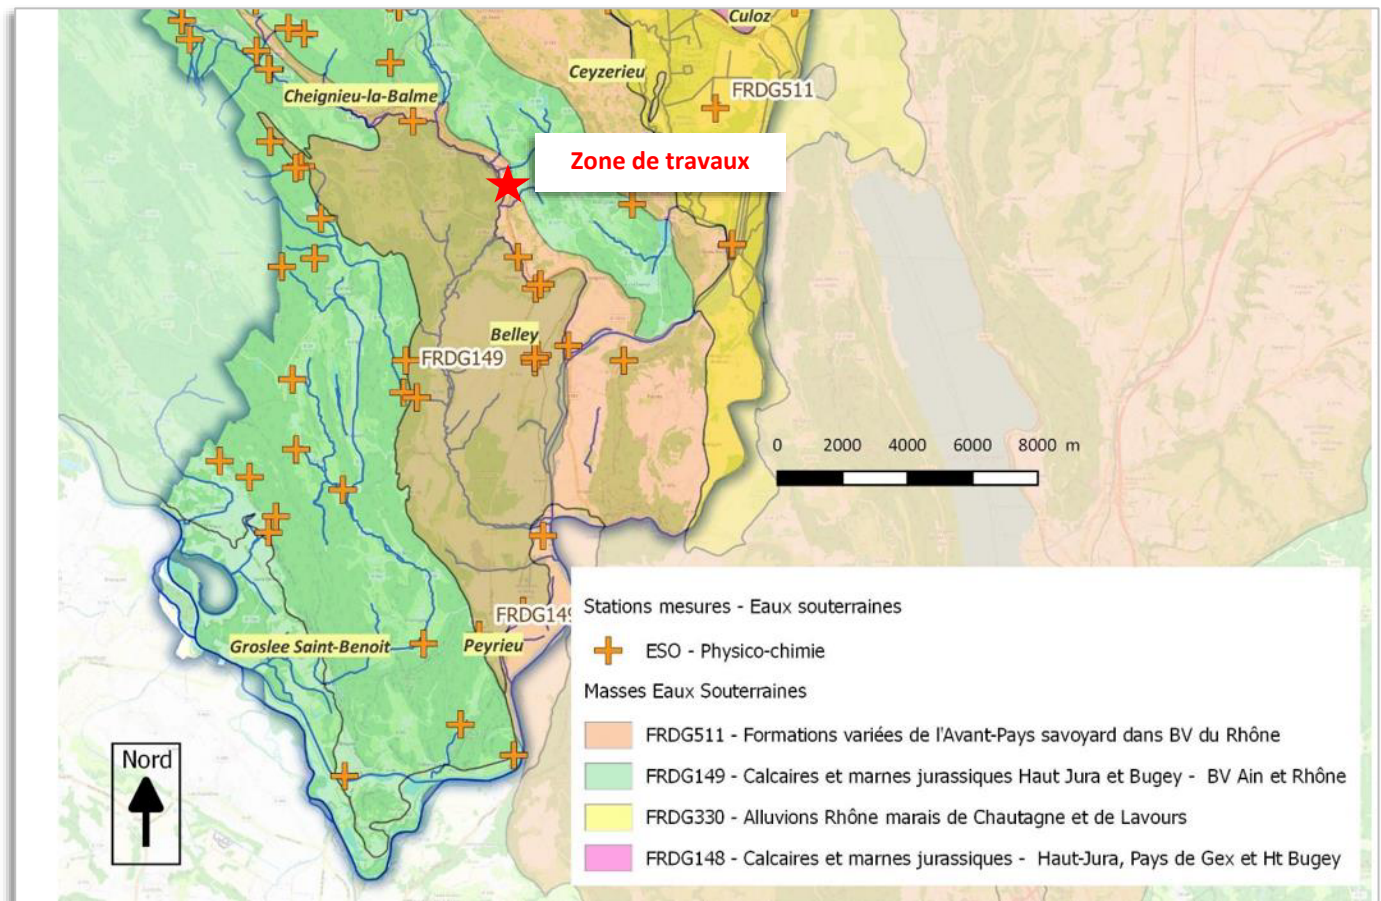 Culoz
Ceyzerieu
FRDG511
Cheignieu-la-Balme
Zone de travaux
Belley
FRDG149
0 2000 4000 6000 8000 m
FRDG149
Groslee Saint-Benoit
Peyrieu
Nord
Stations mesures - Eaux souterraines
ESO - Physico-chimie
Masses Eaux Souterraines
FRDG511 - Formations variées de l'Avant-Pays savoyard dans BV du Rhône
FRDG149 - Calcaires et marnes jurassiques Haut Jura et Bugey - BV Ain et Rhône
FRDG330 - Alluvions Rhône marais de Chautagne et de Lavours
FRDG148 - Calcaires et marnes jurassiques - Haut-Jura, Pays de Gex et Ht Bugey